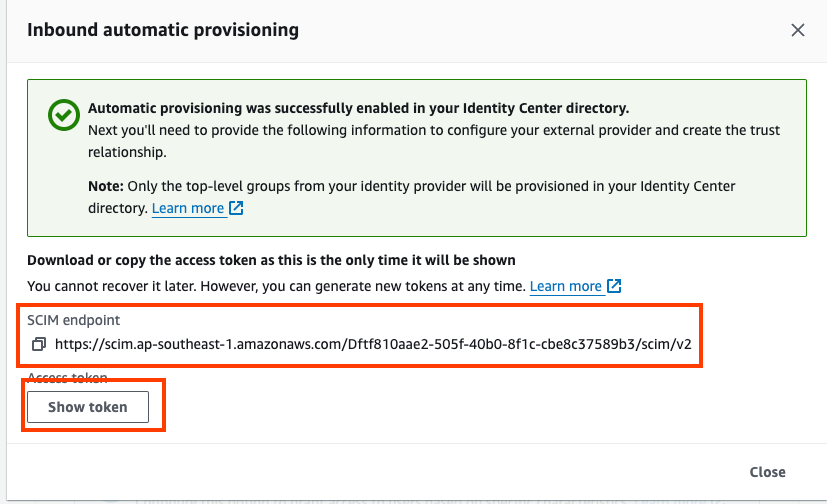 Inbound automatic provisioning
Automatic provisioning was successfully enabled in your Identity Center directory.
Next you'll need to provide the following information to configure your external provider and create the trust
relationship.
Note: Only the top-level groups from your identity provider will be provisioned in your Identity Center
directory. Learn more
Download or copy the access token as this is the only time it will be shown
You cannot recover it later. However, you can generate new tokens at any time. Learn more
SCIM endpoint
https://scim.ap-southeast-1.amazonaws.com/Dftf810aae2-505f-40b0-8f1c-cbe8c37589b3/scim/v2
Access token
Show token
Close